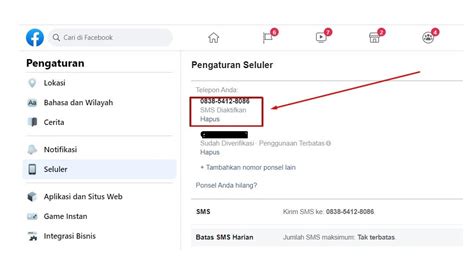 Cari di Facebook
6
7
2
4
Pengaturan
Lokasi
Bahasa dan Wilayah
Cerita
Notifikasi
Seluler
Aplikasi dan Situs Web
Game Instan
Integrasi Bisnis
Pengaturan Seluler
Telepon Anda:
0838-5412-8086
SMS Diaktifkan
Hapus
Sudah Diverifikasi · Penggunaan Terbatas
Hapus
+ Tambahkan nomor ponsel lain
Ponsel Anda hilang?
SMS Kirim SMS ke: 0838-5412-8086
Batas SMS Harian Jumlah SMS maksimum: Tak terbatas